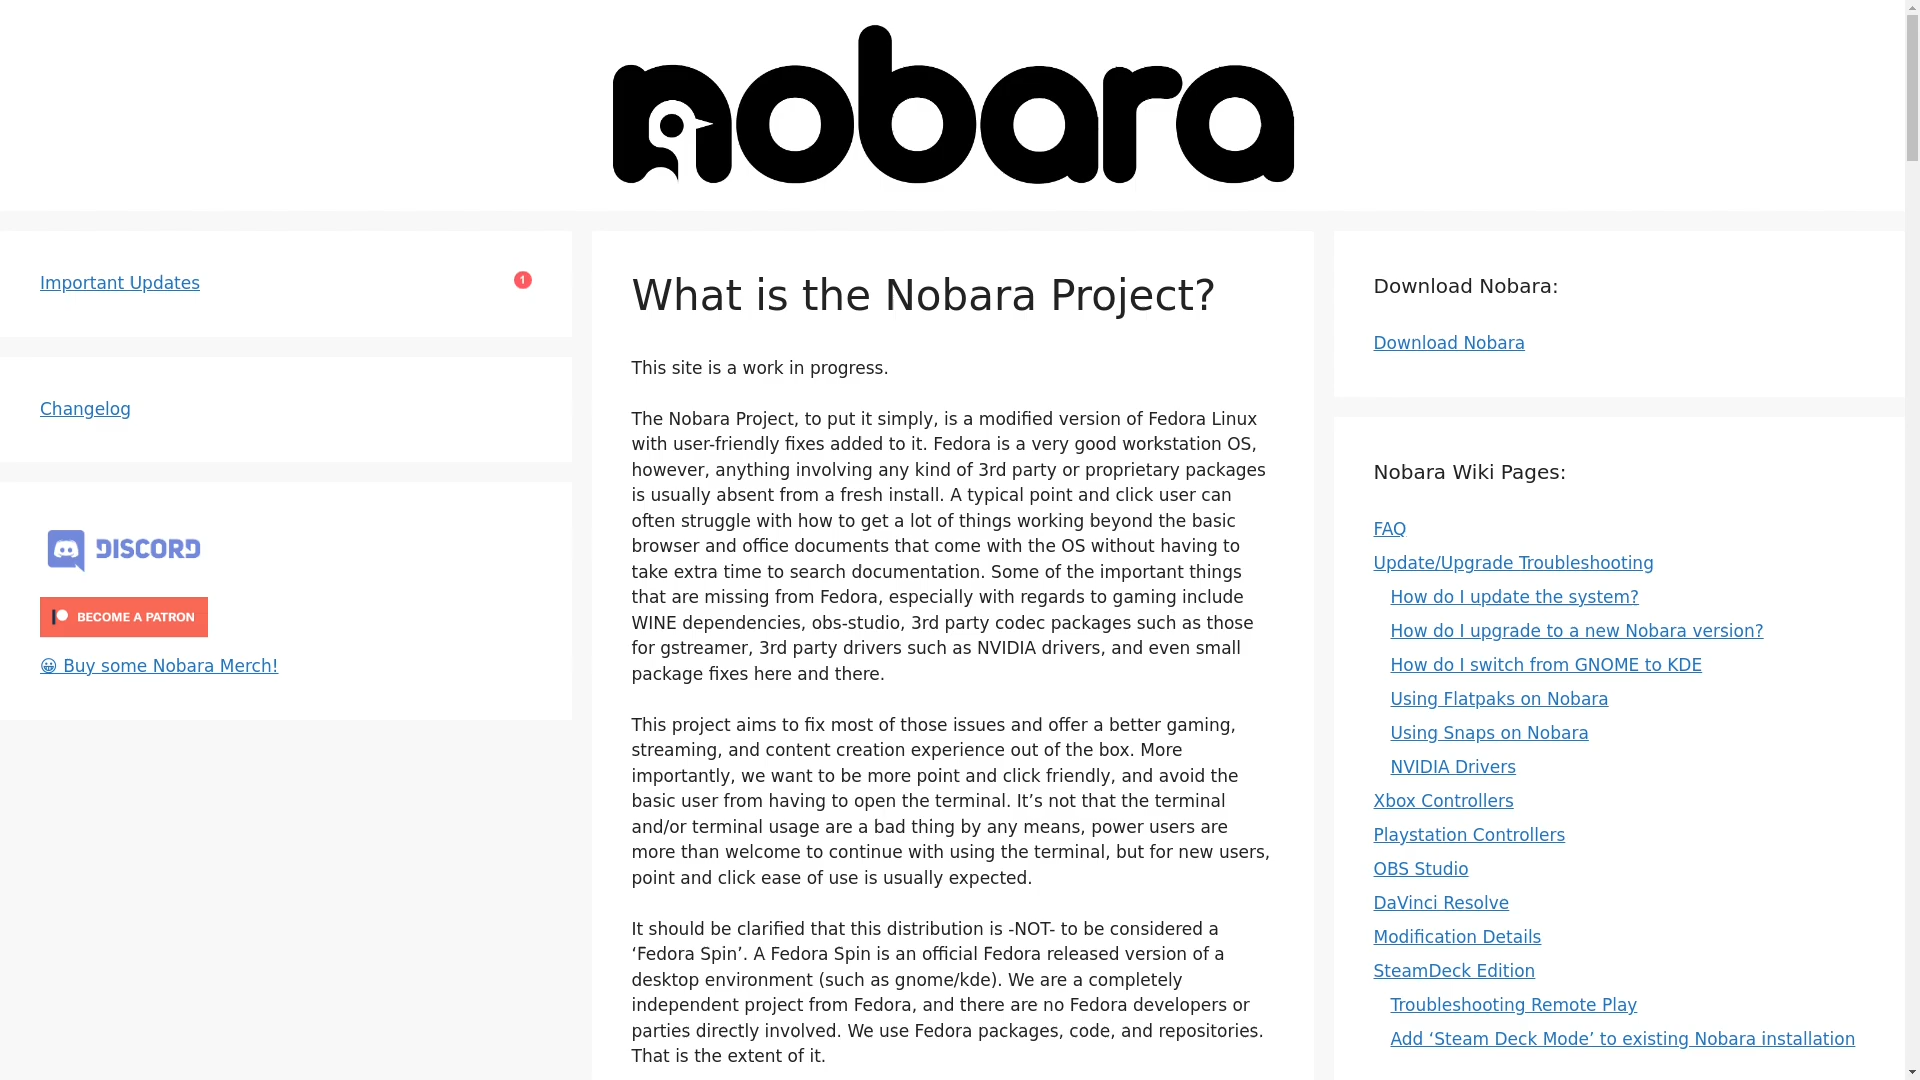 nobara
Important Updates
1
Changelog
DISCORD
BECOME A PATRON
😀 Buy some Nobara Merch!
What is the Nobara Project?
This site is a work in progress.
The Nobara Project, to put it simply, is a modified version of Fedora Linux
with user-friendly fixes added to it. Fedora is a very good workstation OS,
however, anything involving any kind of 3rd party or proprietary packages
is usually absent from a fresh install. A typical point and click user can
often struggle with how to get a lot of things working beyond the basic
browser and office documents that come with the OS without having to
take extra time to search documentation. Some of the important things
that are missing from Fedora, especially with regards to gaming include
WINE dependencies, obs-studio, 3rd party codec packages such as those
for gstreamer, 3rd party drivers such as NVIDIA drivers, and even small
package fixes here and there.
This project aims to fix most of those issues and offer a better gaming,
streaming, and content creation experience out of the box. More
importantly, we want to be more point and click friendly, and avoid the
basic user from having to open the terminal. It’s not that the terminal
and/or terminal usage are a bad thing by any means, power users are
more than welcome to continue with using the terminal, but for new users,
point and click ease of use is usually expected.
It should be clarified that this distribution is -NOT- to be considered a
‘Fedora Spin’. A Fedora Spin is an official Fedora released version of a
desktop environment (such as gnome/kde). We are a completely
independent project from Fedora, and there are no Fedora developers or
parties directly involved. We use Fedora packages, code, and repositories.
That is the extent of it.
Download Nobara:
Download Nobara
Nobara Wiki Pages:
FAQ
Update/Upgrade Troubleshooting
How do I update the system?
How do I upgrade to a new Nobara version?
How do I switch from GNOME to KDE
Using Flatpaks on Nobara
Using Snaps on Nobara
NVIDIA Drivers
Xbox Controllers
Playstation Controllers
OBS Studio
DaVinci Resolve
Modification Details
SteamDeck Edition
Troubleshooting Remote Play
Add ‘Steam Deck Mode’ to existing Nobara installation